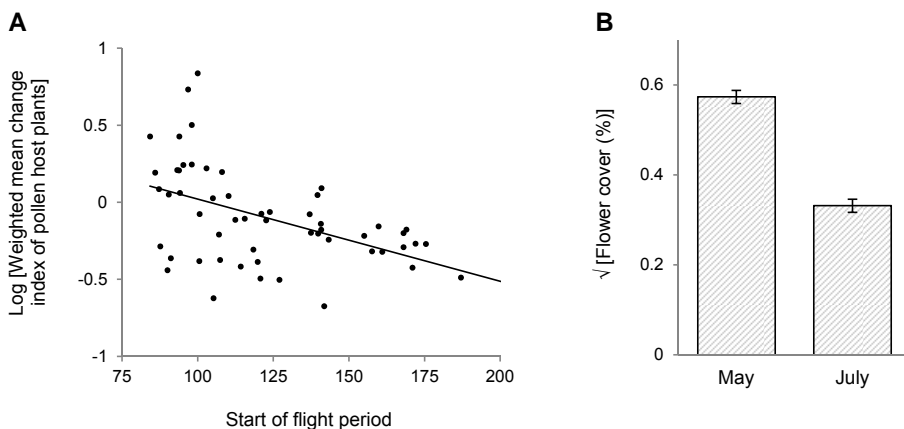 A
Log [Weighted mean change
index of pollen host plants]
1
0.5
0
-0.5
-1
75 100 125 150 175 200
Start of flight period
B
√ [Flower cover (%)]
0.6
0.4
0.2
0
May July